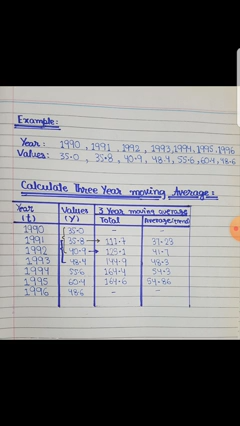 Example:
Year: 1990, 1991, 1992, 1993, 1994, 1995, 1996
Values: 35.0, 35.8, 40.9, 48.4, 55.6, 60.4, 48.6
Calculate Three Year moving Average:
Year (t) Values (Y) 3 Year moving average
Total Average (trend)
1990 35.0 - -
1991 35.8 → 111.7 37.23
1992 40.9 → 125.1 41.7
1993 48.4 144.9 48.3
1994 55.6 164.4 54.3
1995 60.4 164.6 54.86
1996 48.6 - -